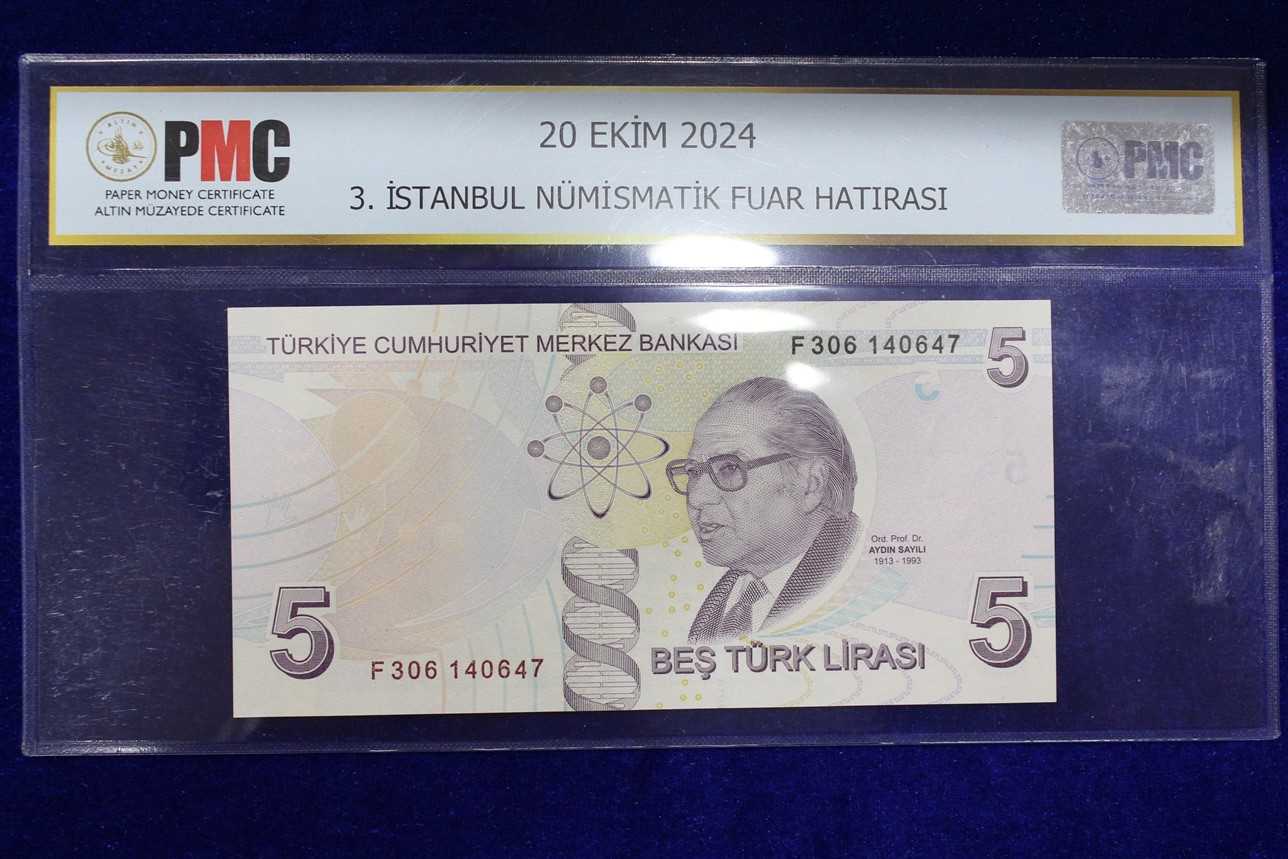 ALTIN
MEZAT
PMC
PAPER MONEY CERTIFICATE
ALTIN MÜZAYEDE CERTIFICATE
20 EKİM 2024
3. İSTANBUL NÜMİSMATİK FUAR HATIRASI
PMC
TÜRKİYE CUMHURİYET MERKEZ BANKASI
F306 140647
5
Ord. Prof. Dr.
AYDIN SAYILI
1913 - 1993
5
F306 140647
BEŞ TÜRK LİRASI
5